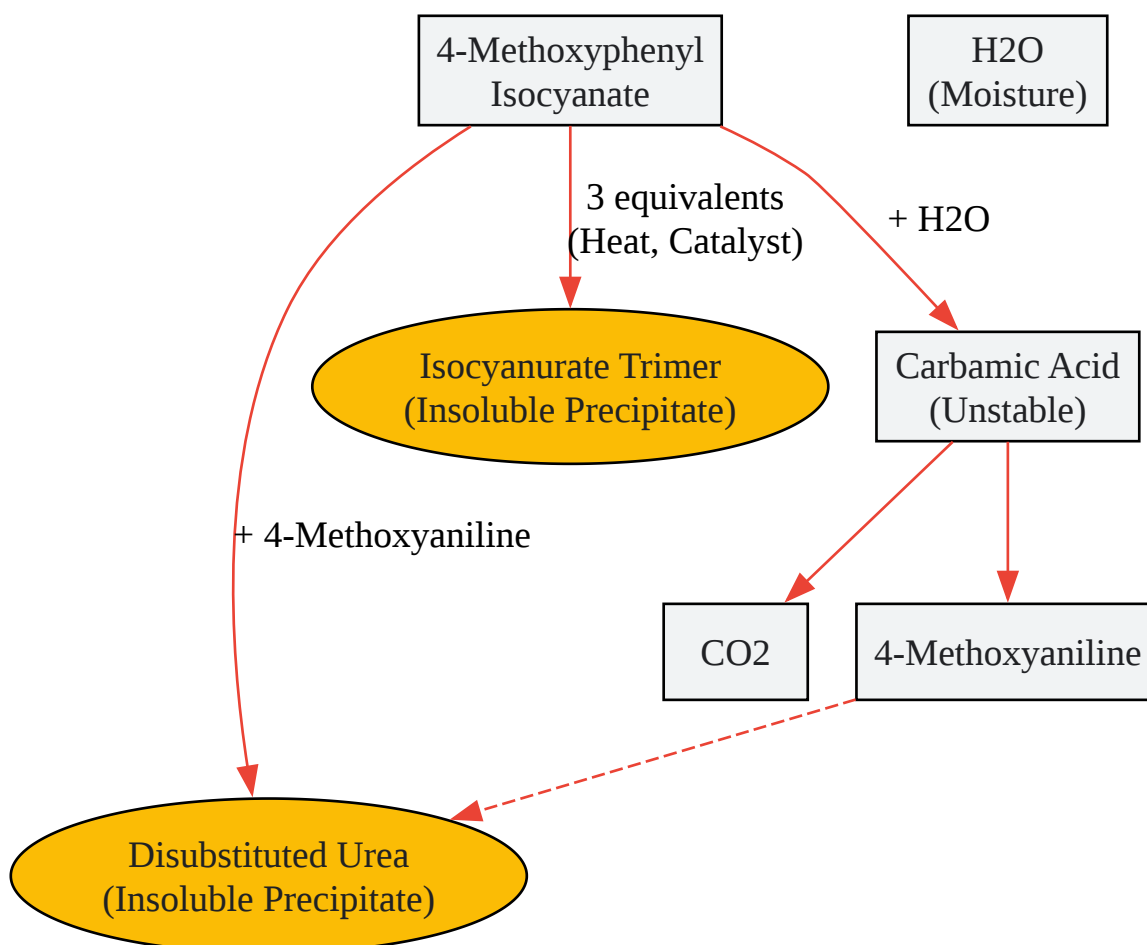 4-Methoxyphenyl
Isocyanate
H2O
(Moisture)
3 equivalents
(Heat, Catalyst)
+ H2O
Isocyanurate Trimer
(Insoluble Precipitate)
Carbamic Acid
(Unstable)
+ 4-Methoxyaniline
CO2
4-Methoxyaniline
Disubstituted Urea
(Insoluble Precipitate)